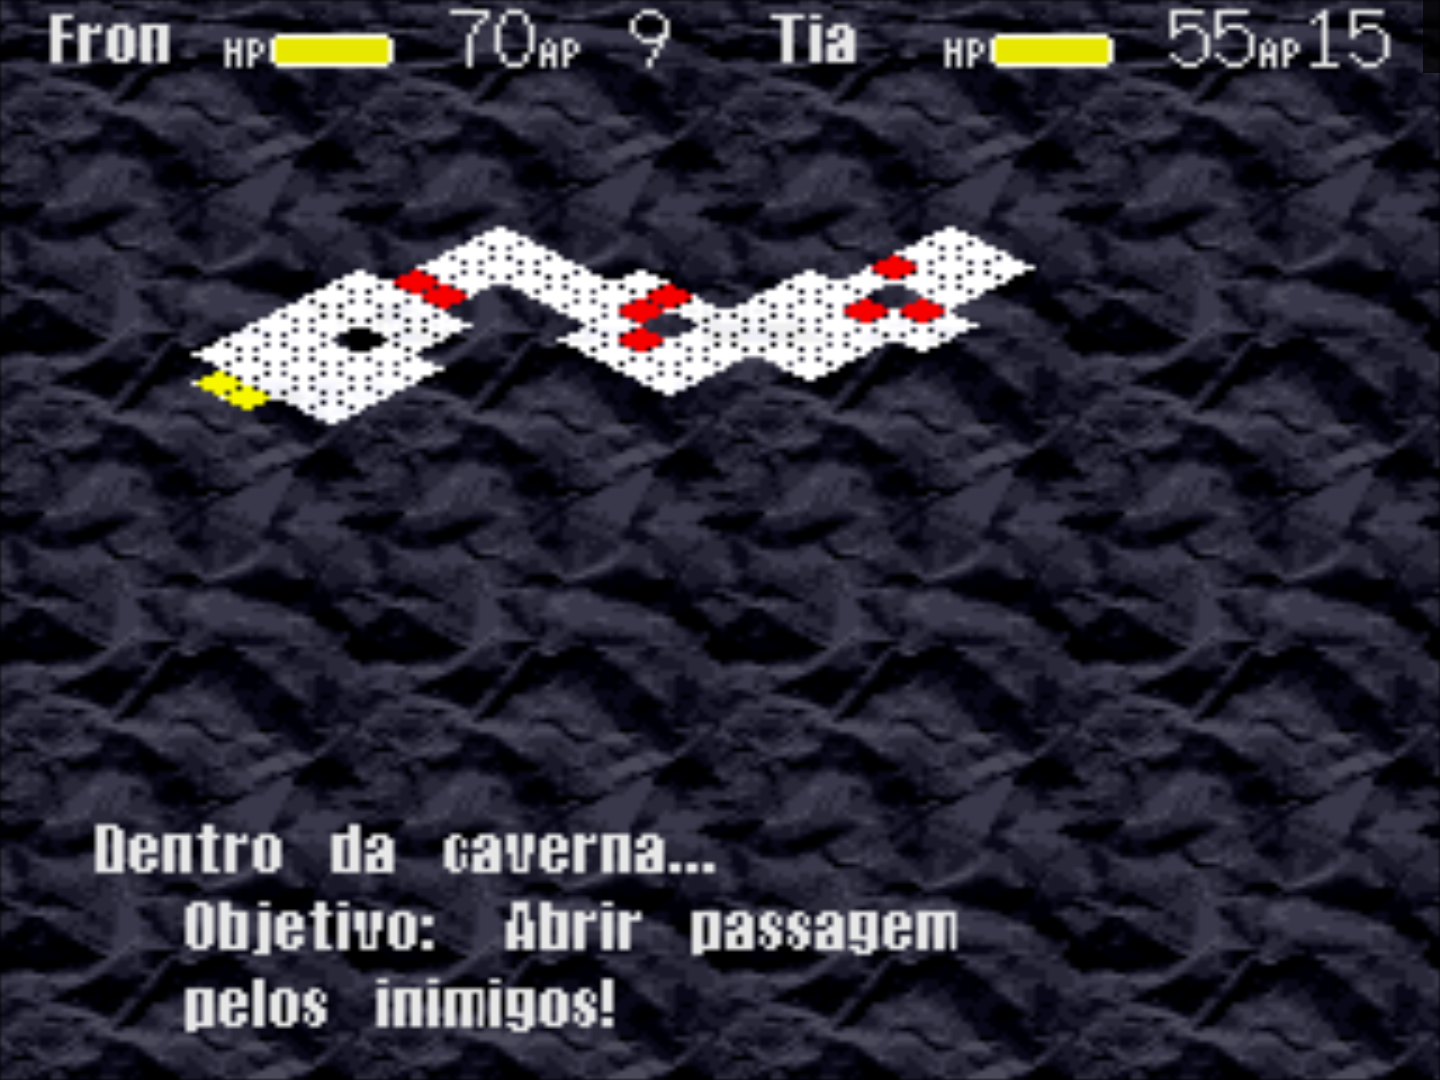 Fron HP 70 AP 9 Tia HP 55 AP 15
Dentro da caverna...
Objetivo: Abrir passagem
pelos inimigos!